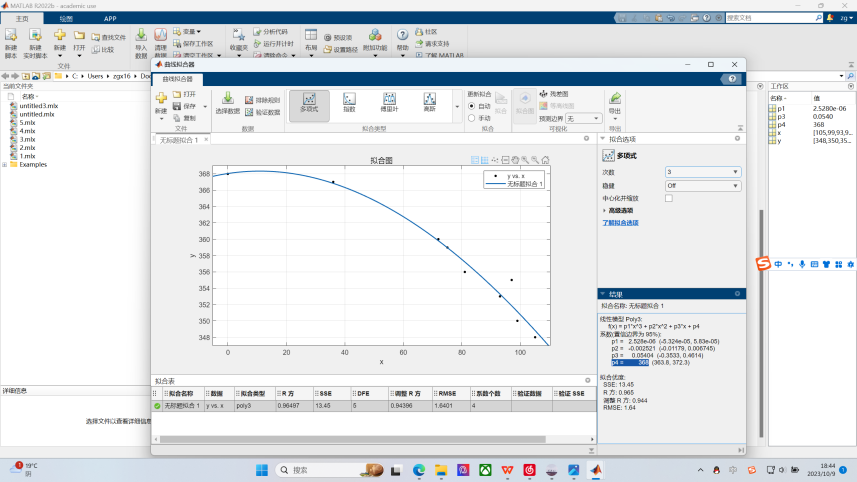 MATLAB R2022b - academic use
主页 绘图 APP
搜索文档
zg
新建脚本 新建实时脚本 新建 打开 查找文件 比较
导入数据 清理数据 变量 保存工作区 清空工作区
收藏夹 分析代码 运行并计时 清除命令
布局 预设项 设置路径
附加功能 帮助 社区 请求支持 了解 MATLAB
文件
C: Users zgx16
当前文件夹
名称
untitled3.mlx
untitled.mlx
5.mlx
4.mlx
3.mlx
2.mlx
1.mlx
Examples
详细信息
选择文件以查看详细信息
曲线拟合器
曲线拟合器
新建 打开 保存 复制
文件
选择数据 排除规则 验证数据
数据
多项式 指数 傅里叶 高斯
拟合类型
更新拟合
自动
手动
拟合
拟合
拟合图 残差图
等高线图
预测边界 无
可视化
导出
导出
无标题拟合 1
拟合图
y vs. x
无标题拟合 1
368
366
364
362
360
358
356
354
352
350
348
y
0 20 40 60 80 100
x
拟合表
拟合名称 数据 拟合类型 R 方 SSE DFE 调整 R 方 RMSE 系数个数 验证数据 验证 SSE
无标题拟合 1 y vs. x poly3 0.96497 13.45 5 0.94396 1.6401 4
拟合选项
多项式
次数 3
稳健 Off
中心化并缩放
高级选项
了解拟合选项
结果
拟合名称: 无标题拟合 1
线性模型 Poly3:
f(x) = p1*x^3 + p2*x^2 + p3*x + p4
系数(置信边界为 95%):
p1 = 2.528e-06 (-5.324e-05, 5.83e-05)
p2 = -0.002521 (-0.01179, 0.006745)
p3 = 0.05404 (-0.3533, 0.4614)
p4 = 368 (363.8, 372.3)
拟合优度:
SSE: 13.45
R 方: 0.965
调整 R 方: 0.944
RMSE: 1.64
工作区
名称 值
p1 2.5280e-06
p3 0.0540
p4 368
x [105,99,93,9...
y [348,350,35...
中
19°C
阴
搜索
中
18:44
2023/10/9